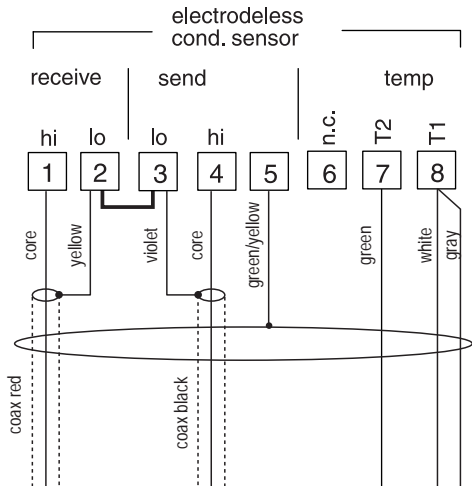 electrodeless
cond. sensor
receive send temp
hi lo lo hi n.c. T2 T1
1 2 3 4 5 6 7 8
core yellow violet core green/yellow green white gray
coax red coax black